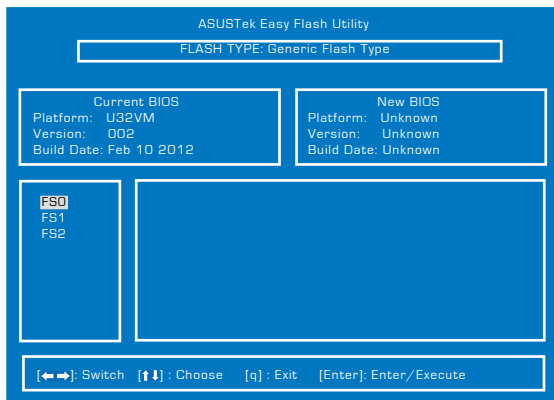 ASUSTek Easy Flash Utility
FLASH TYPE: Generic Flash Type
Current BIOS
Platform: U32VM
Version: 002
Build Date: Feb 10 2012
New BIOS
Platform: Unknown
Version: Unknown
Build Date: Unknown
FS0
FS1
FS2
[←→]: Switch [↑↓] : Choose [q] : Exit [Enter]: Enter/Execute